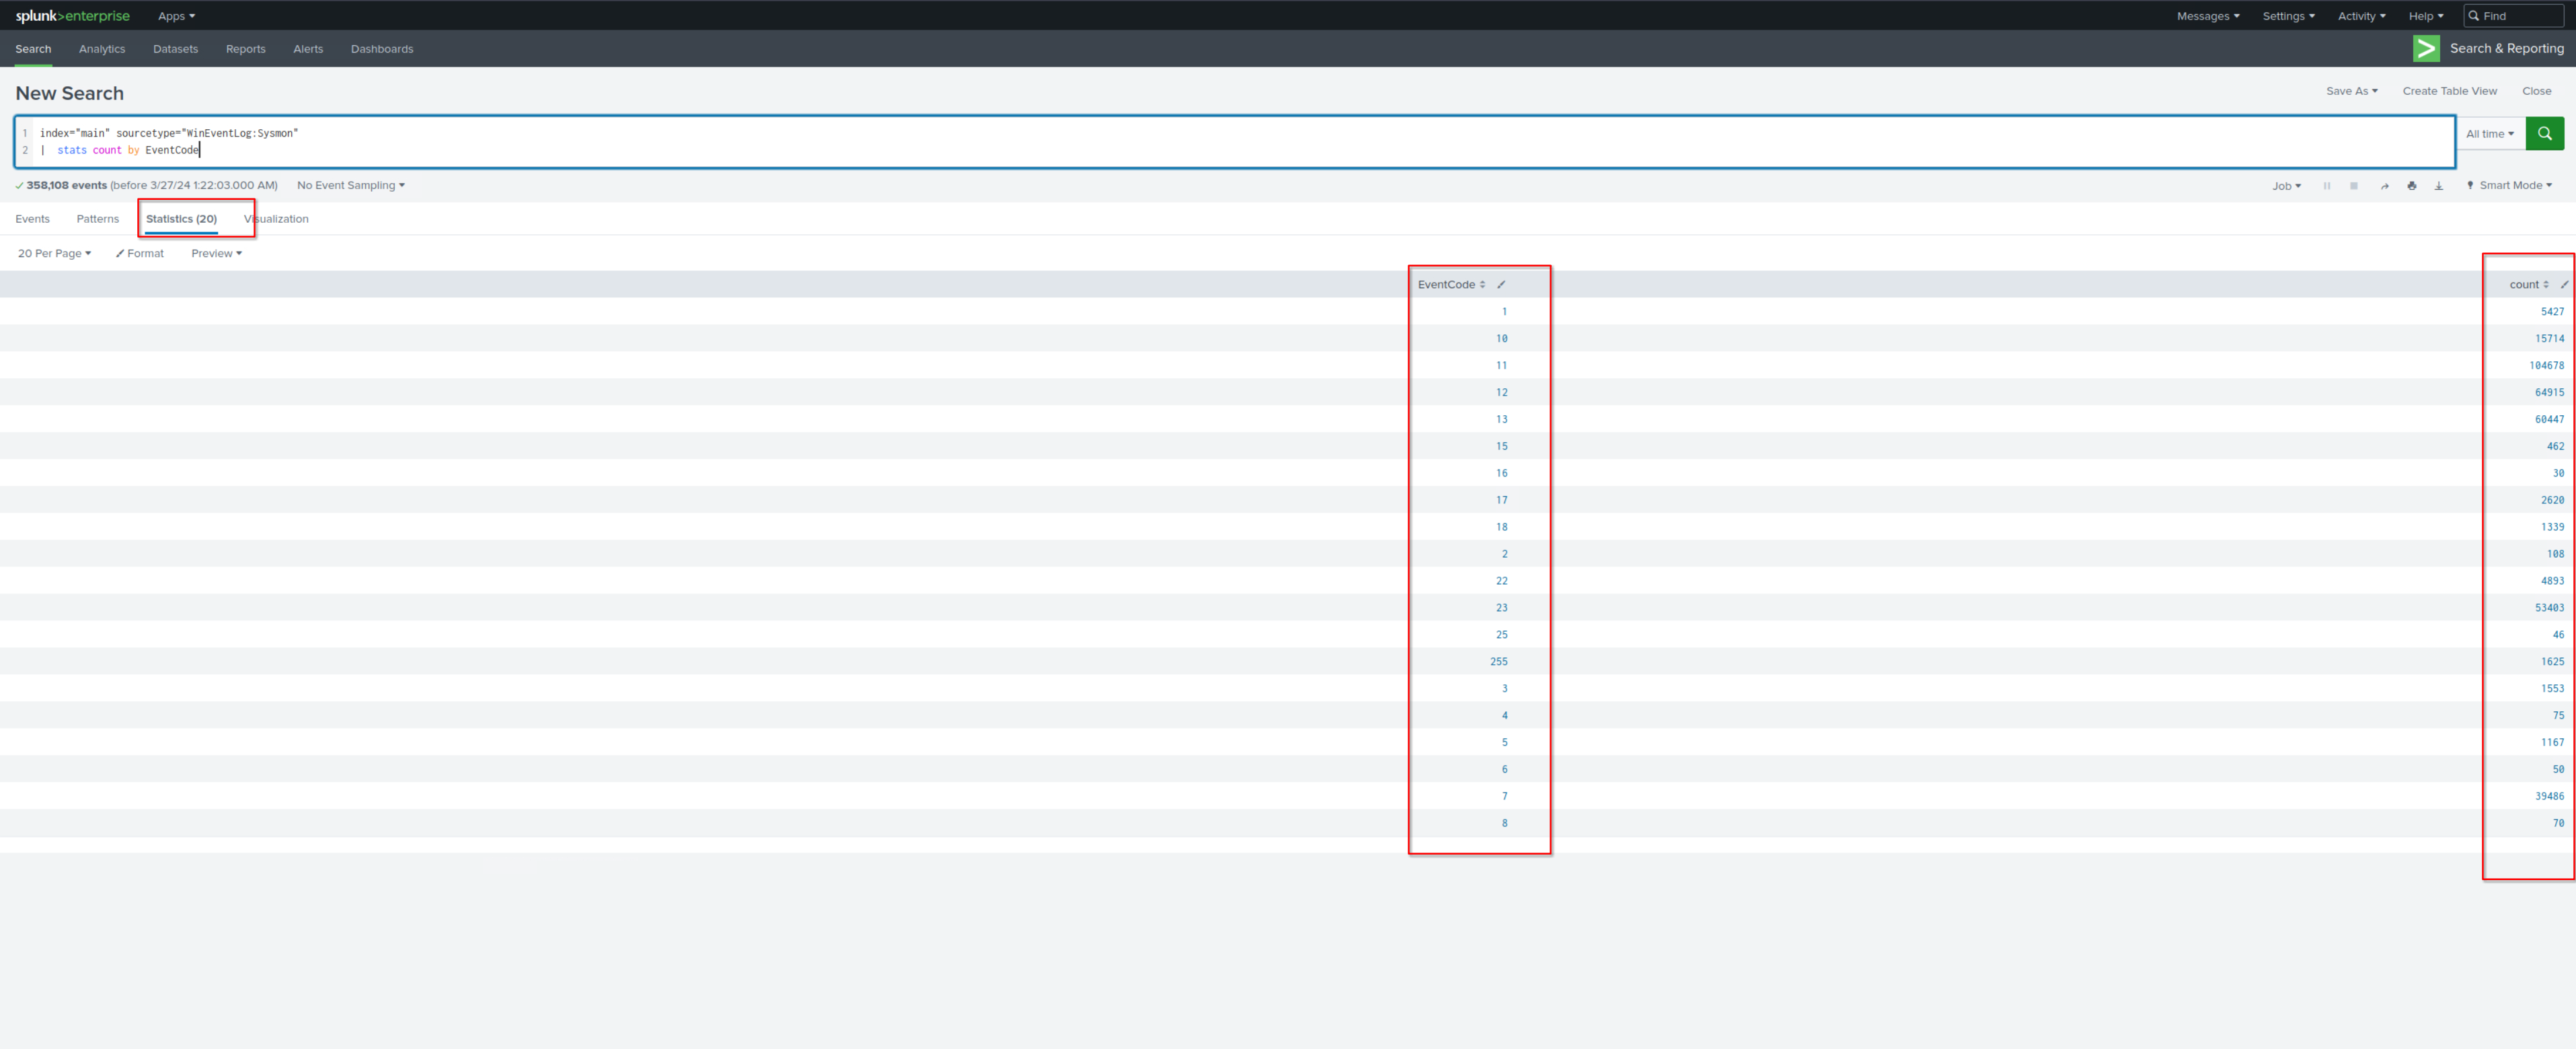 splunk>enterprise Apps Messages Settings Activity Help Find
Search Analytics Datasets Reports Alerts Dashboards Search & Reporting
New Search Save As Create Table View Close
1 index="main" sourcetype="WinEventLog:Sysmon" All time
2 | stats count by EventCode
358,108 events (before 3/27/24 1:22:03.000 AM) No Event Sampling Job Smart Mode
Events Patterns Statistics (20) Visualization
20 Per Page Format Preview
EventCode count
1 5427
10 15714
11 104678
12 64915
13 60447
15 462
16 30
17 2620
18 1339
2 108
22 4893
23 53403
25 46
255 1625
3 1553
4 75
5 1167
6 50
7 39486
8 70